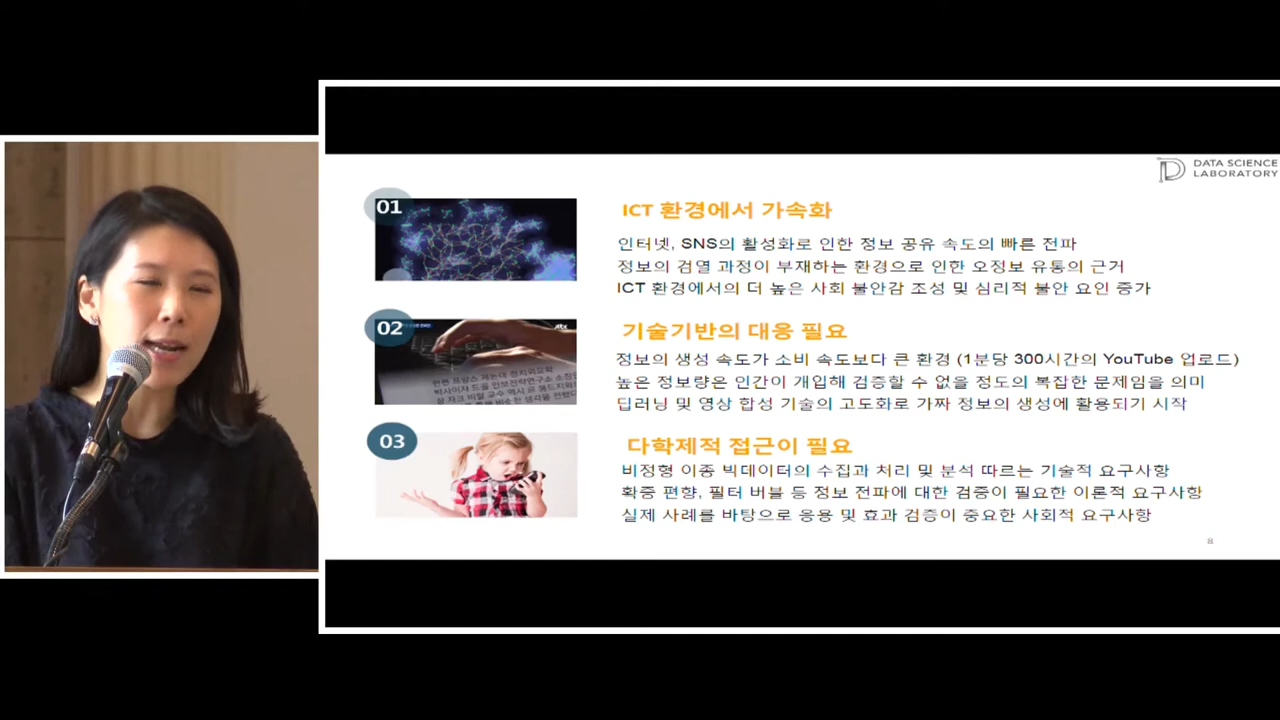 DATA SCIENCE
LABORATORY
01
ICT 환경에서 가속화
인터넷, SNS의 활성화로 인한 정보 공유 속도의 빠른 전파
정보의 검열 과정이 부재하는 환경으로 인한 오정보 유통의 근거
ICT 환경에서의 더 높은 사회 불안감 조성 및 심리적 불안 요인 증가
02
jtbc
기술기반의 대응 필요
정보의 생성 속도가 소비 속도보다 큰 환경 (1분당 300시간의 YouTube 업로드)
높은 정보량은 인간이 개입해 검증할 수 없을 정도의 복잡한 문제임을 의미
딥러닝 및 영상 합성 기술의 고도화로 가짜 정보의 생성에 활용되기 시작
03
다학제적 접근이 필요
비정형 이종 빅데이터의 수집과 처리 및 분석 따르는 기술적 요구사항
확증 편향, 필터 버블 등 정보 전파에 대한 검증이 필요한 이론적 요구사항
실제 사례를 바탕으로 응용 및 효과 검증이 중요한 사회적 요구사항
8